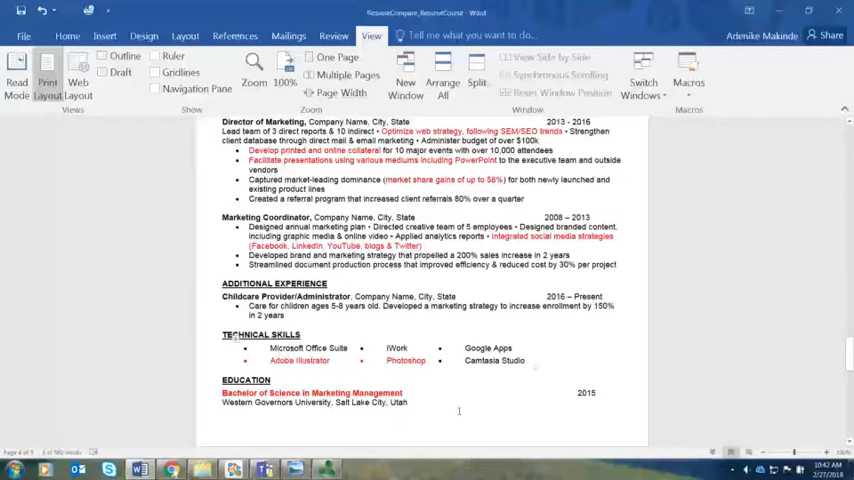 ResumeCompare_ResumeCourse - Word
Adenike Makinde
Share
File Home Insert Design Layout References Mailings Review View Tell me what you want to do...
Read Mode
Print Layout
Web Layout
Outline
Draft
Views
Ruler
Gridlines
Navigation Pane
Show
Zoom
100%
One Page
Multiple Pages
Page Width
Zoom
New Window
Arrange All
Split
View Side by Side
Synchronous Scrolling
Reset Window Position
Window
Switch Windows
Macros
Macros
Director of Marketing, Company Name, City, State 2013 - 2016
Lead team of 3 direct reports & 10 indirect • Optimize web strategy, following SEM/SEO trends • Strengthen
client database through direct mail & email marketing • Administer budget of over $100k
• Develop printed and online collateral for 10 major events with over 10,000 attendees
• Facilitate presentations using various mediums including PowerPoint to the executive team and outside
vendors
• Captured market-leading dominance (market share gains of up to 58%) for both newly launched and
existing product lines
• Created a referral program that increased client referrals 80% over a quarter
Marketing Coordinator, Company Name, City, State 2008 – 2013
• Designed annual marketing plan • Directed creative team of 5 employees • Designed branded content,
including graphic media & online video • Applied analytics reports • Integrated social media strategies
(Facebook, LinkedIn, YouTube, blogs & Twitter)
• Developed brand and marketing strategy that propelled a 200% sales increase in 2 years
• Streamlined document production process that improved efficiency & reduced cost by 30% per project
ADDITIONAL EXPERIENCE
Childcare Provider/Administrator, Company Name, City, State 2016 – Present
• Care for children ages 5-8 years old. Developed a marketing strategy to increase enrollment by 150%
in 2 years
TECHNICAL SKILLS
• Microsoft Office Suite • iWork • Google Apps
• Adobe Illustrator • Photoshop • Camtasia Studio
EDUCATION
Bachelor of Science in Marketing Management 2015
Western Governors University, Salt Lake City, Utah
100%
10:42 AM
2/27/2018